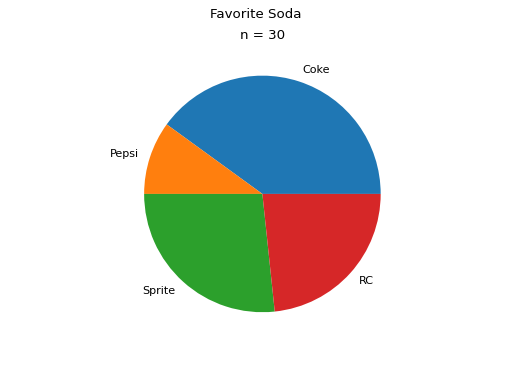 Favorite Soda
n = 30
Coke
Pepsi
Sprite
RC